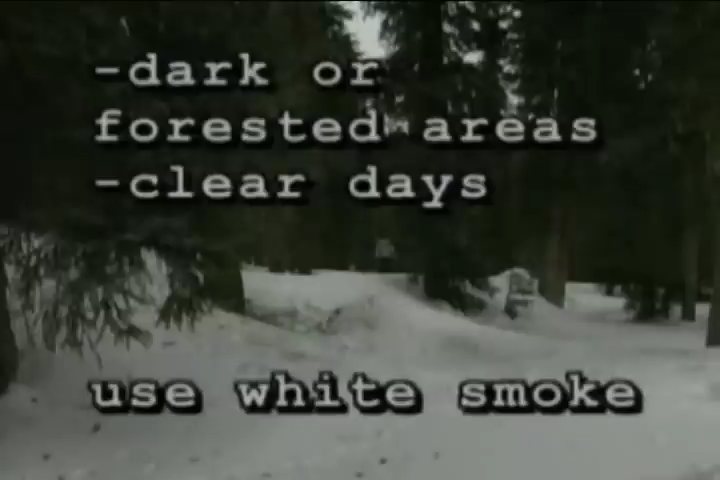 -dark or
forested areas
-clear days
use white smoke